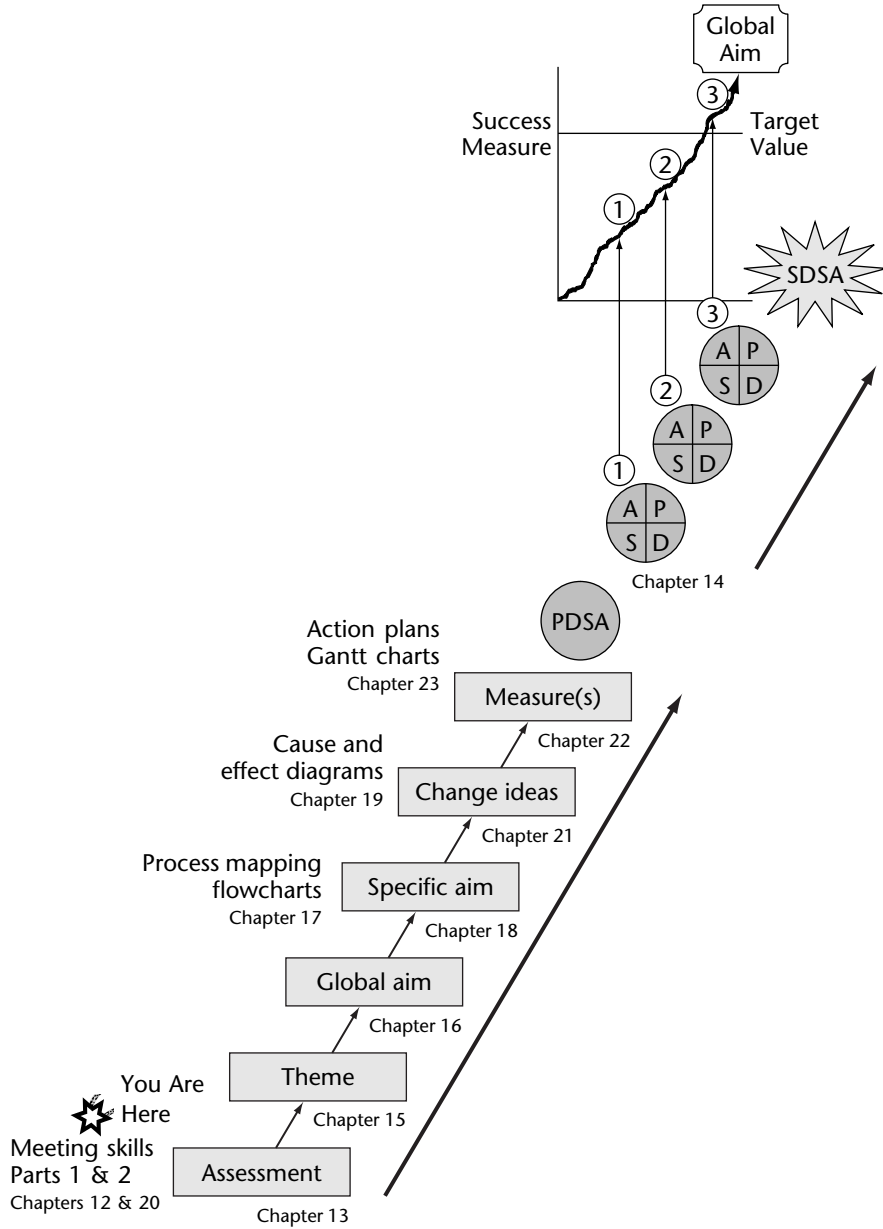 Global
Aim
3
Success
Measure
Target
Value
2
1
SDSA
3
A P
S D
2
A P
S D
1
A P
S D
Chapter 14
PDSA
Action plans
Gantt charts
Chapter 23
Measure(s)
Chapter 22
Cause and
effect diagrams
Chapter 19
Change ideas
Chapter 21
Process mapping
flowcharts
Chapter 17
Specific aim
Chapter 18
Global aim
Chapter 16
You Are
Here
Theme
Chapter 15
Meeting skills
Parts 1 & 2
Chapters 12 & 20
Assessment
Chapter 13